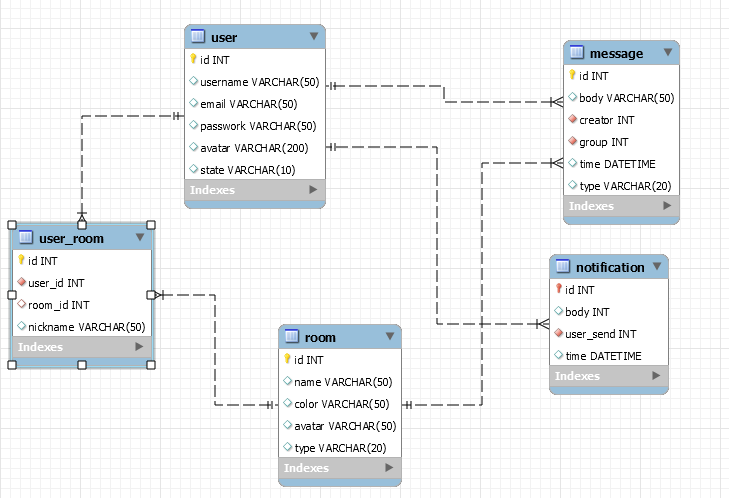 user
id INT
username VARCHAR(50)
email VARCHAR(50)
passwork VARCHAR(50)
avatar VARCHAR(200)
state VARCHAR(10)
Indexes
message
id INT
body VARCHAR(50)
creator INT
group INT
time DATETIME
type VARCHAR(20)
Indexes
user_room
id INT
user_id INT
room_id INT
nickname VARCHAR(50)
Indexes
notification
id INT
body INT
user_send INT
time DATETIME
Indexes
room
id INT
name VARCHAR(50)
color VARCHAR(50)
avatar VARCHAR(50)
type VARCHAR(20)
Indexes